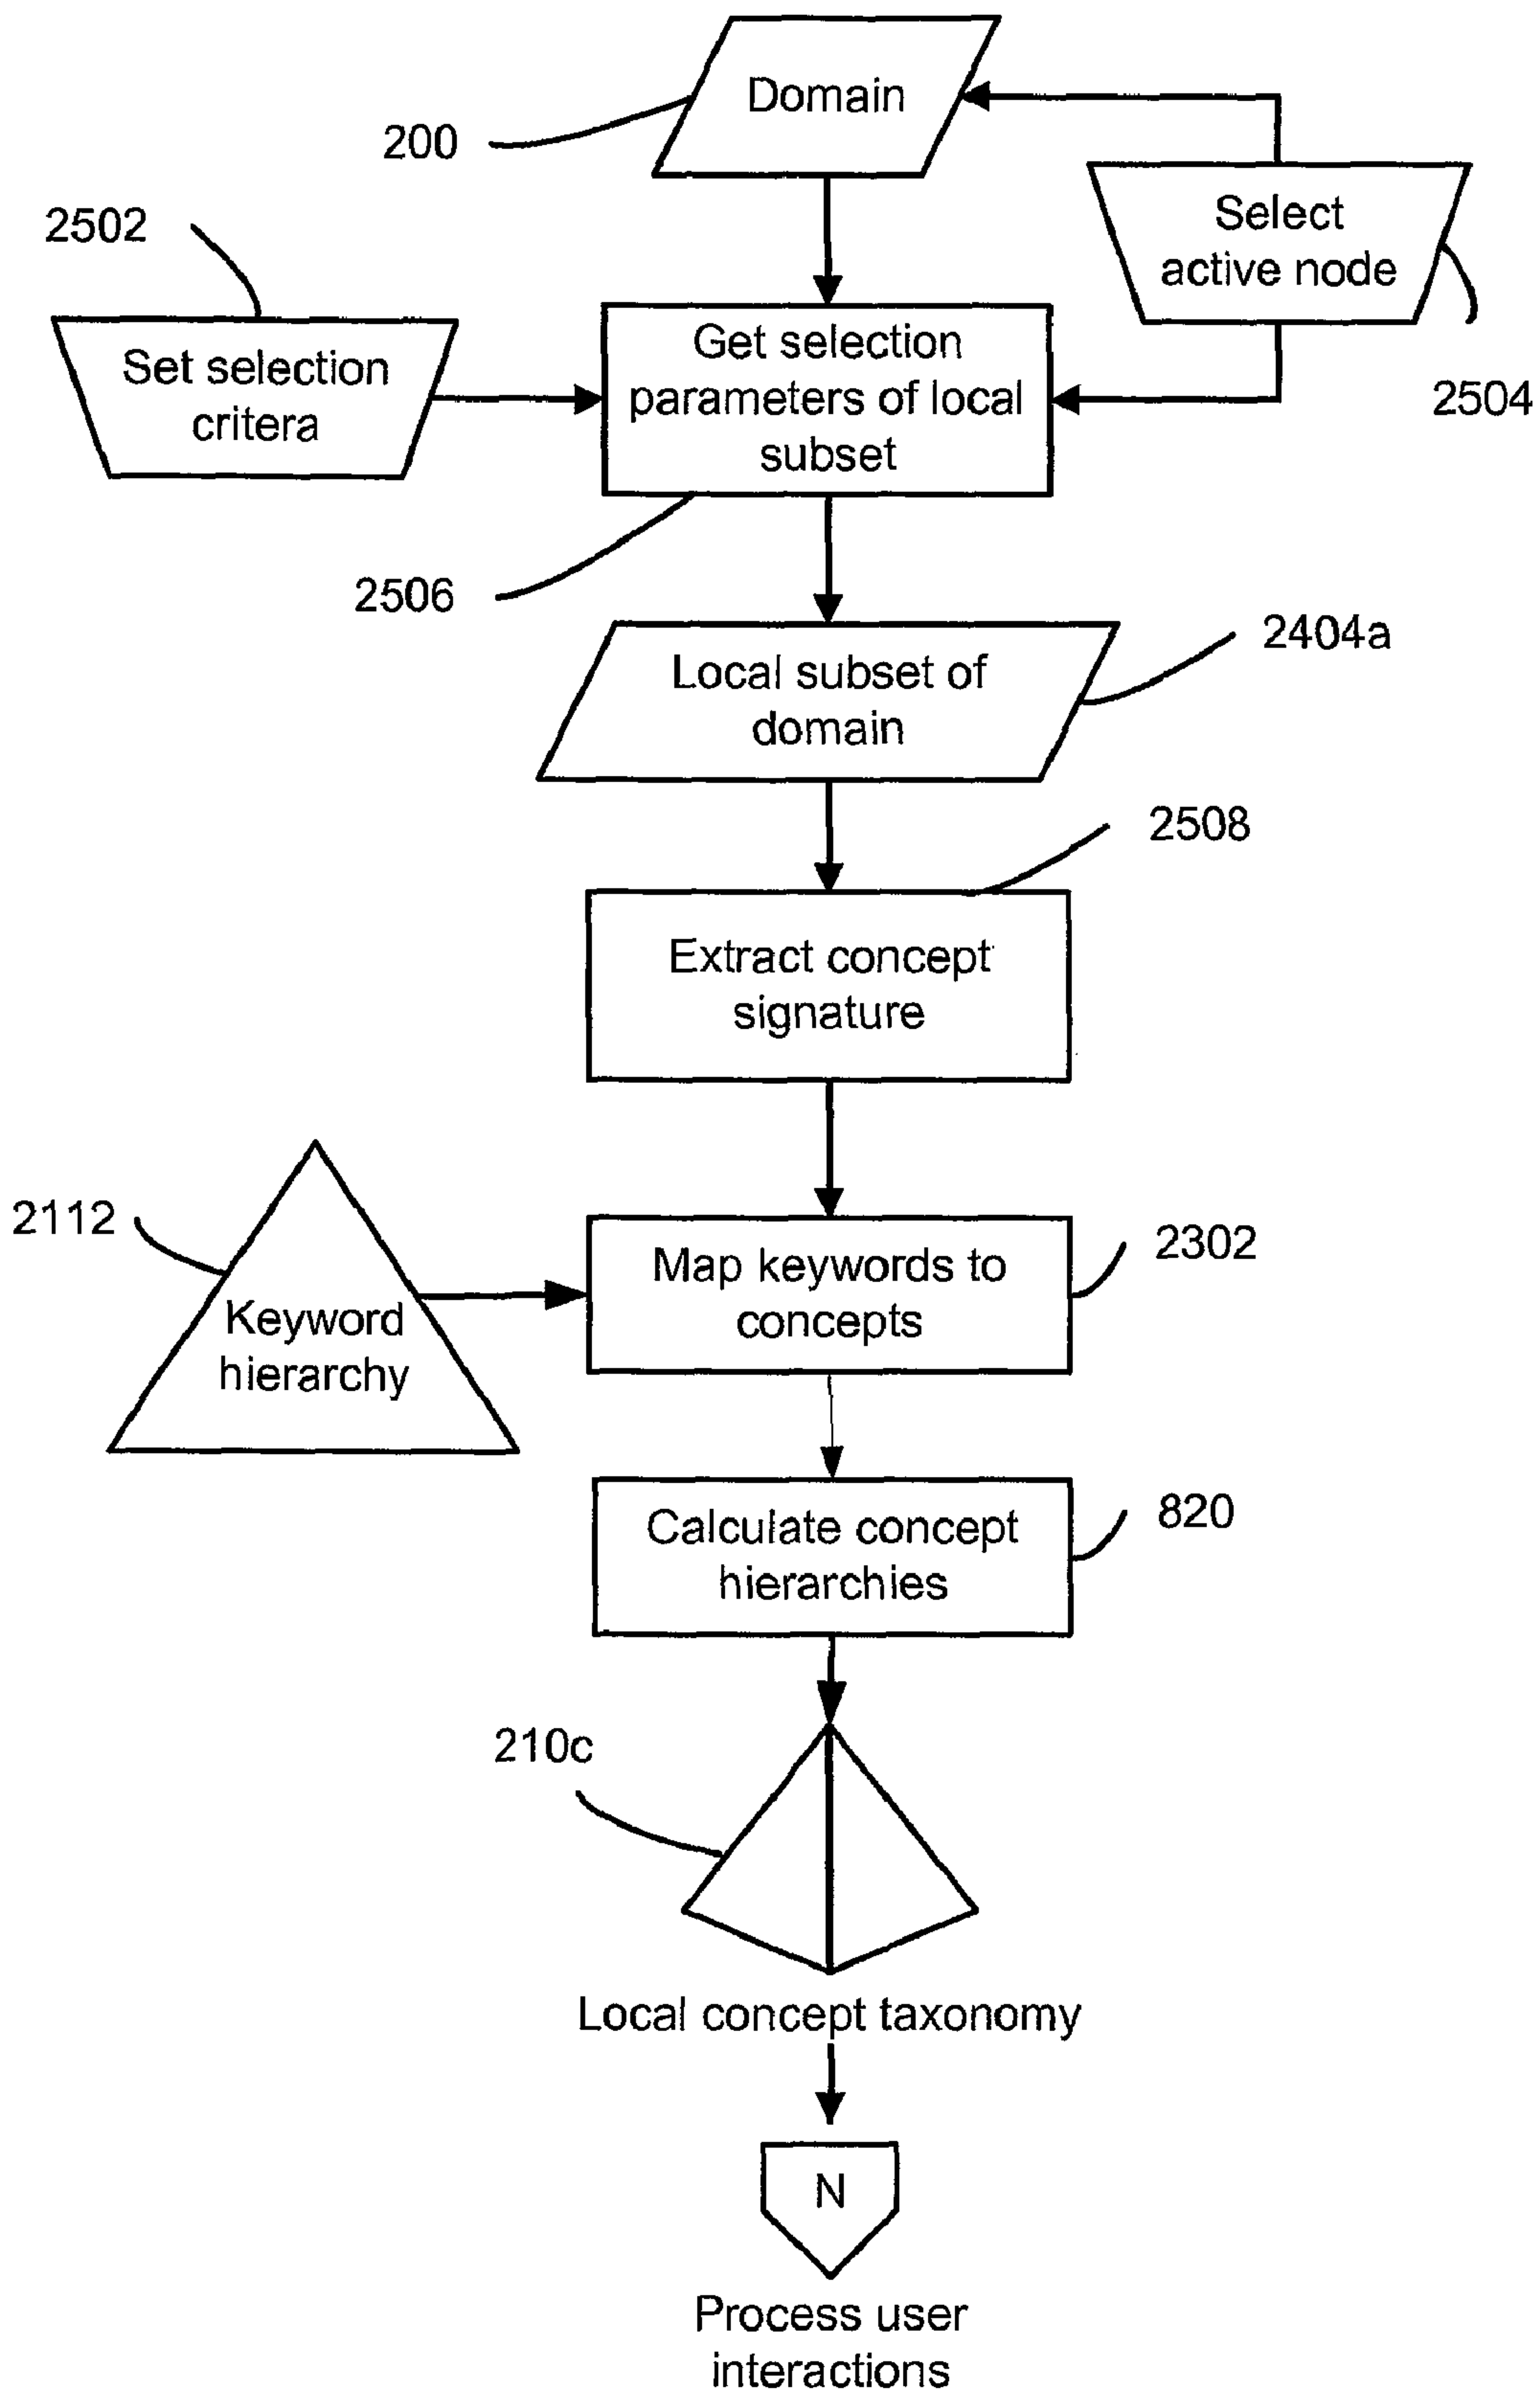 Domain
200
2502
Select
active node
Set selection
critera
Get selection
parameters of local
subset
2504
2506
2404a
Local subset of
domain
2508
Extract concept
signature
2112
Keyword
hierarchy
Map keywords to
concepts
2302
Calculate concept
hierarchies
820
210c
Local concept taxonomy
N
Process user
interactions